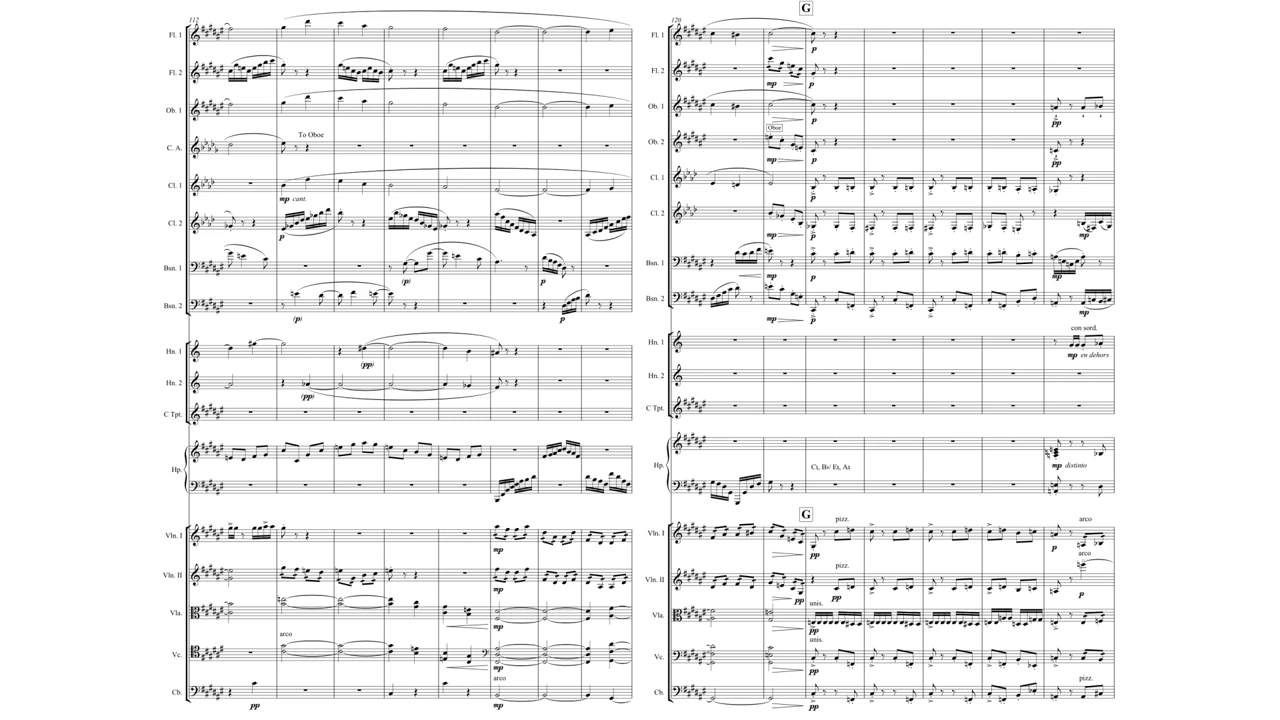 112
Fl. 1
Fl. 2
Ob. 1
C. A.
To Oboe
Cl. 1
mp cant.
Cl. 2
p
Bsn. 1
(p)
p
Bsn. 2
(p)
p
Hn. 1
(pp)
Hn. 2
(pp)
C Tpt.
Hp.
Vln. I
mp
Vln. II
mp
Vla.
mp
arco
Vc.
mp
arco
Cb.
pp
mp
120
G
Fl. 1
p
Fl. 2
mp
p
Ob. 1
p
pp
Oboe
Ob. 2
mp
p
pp
Cl. 1
p
Cl. 2
mp
p
mp
Bsn. 1
mp
p
mp
Bsn. 2
mp
p
mp
con sord.
Hn. 1
mp en dehors
Hn. 2
C Tpt.
Hp.
mp distinto
C♮, B♭/ E♮, A♮
G
pizz.
arco
Vln. I
pp
p
pizz.
arco
Vln. II
pp
pp
p
unis.
Vla.
pp
unis.
Vc.
pp
pizz.
Cb.
mp
p